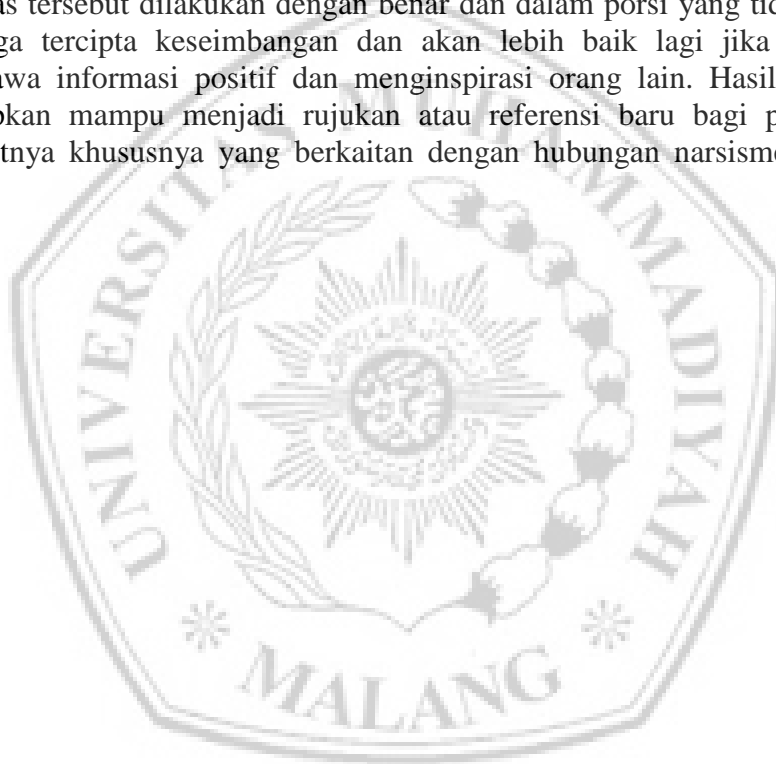 as tersebut dilakukan dengan benar dan dalam porsi yang tid
ga tercipta keseimbangan dan akan lebih baik lagi jika
awa informasi positif dan menginspirasi orang lain. Hasil
pkan mampu menjadi rujukan atau referensi baru bagi p
tnya khususnya yang berkaitan dengan hubungan narsisme
UNIVERSITAS MUHAMMADIYAH
MALANG